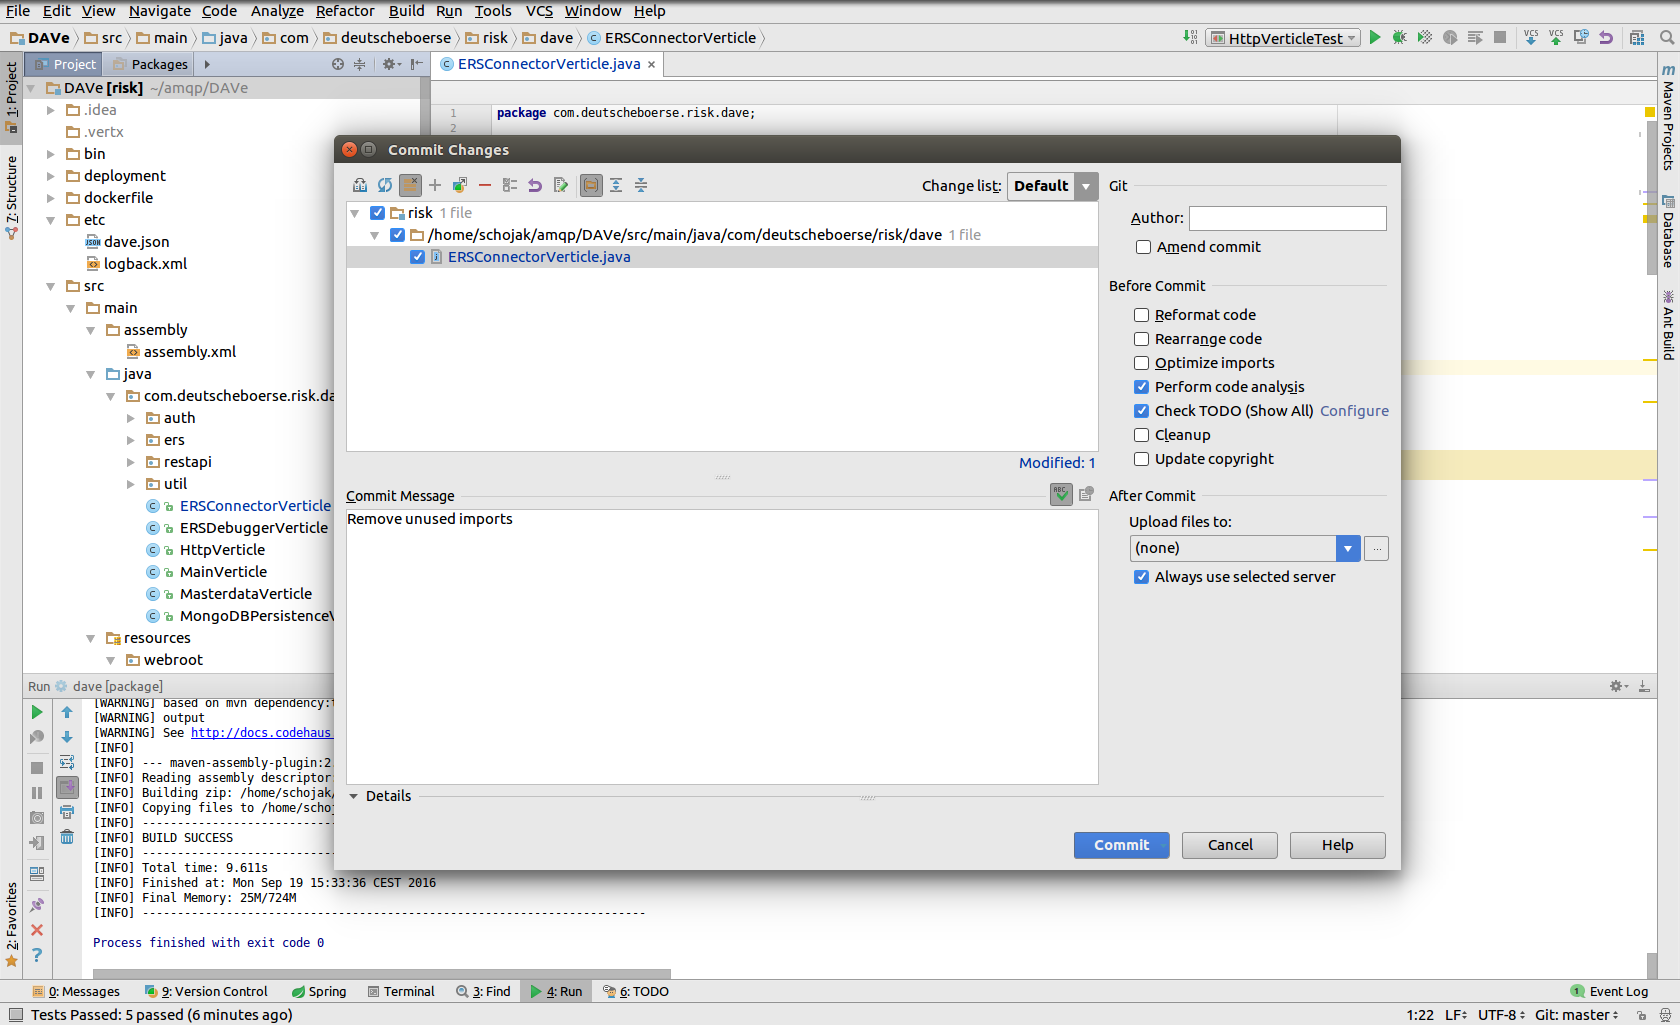 File Edit View Navigate Code Analyze Refactor Build Run Tools VCS Window Help
DAVe src main java com deutscheboerse risk dave ERSConnectorVerticle HttpVerticleTest VCS VCS
1: Project
7: Structure
2: Favorites
Project Packages
DAVe [risk] ~/amqp/DAVe
.idea
.vertx
bin
deployment
dockerfile
etc
dave.json
logback.xml
src
main
assembly
assembly.xml
java
com.deutscheboerse.risk.da
auth
ers
restapi
util
ERSConnectorVerticle
ERSDebuggerVerticle
HttpVerticle
MainVerticle
MasterdataVerticle
MongoDBPersistenceV
resources
webroot
ERSConnectorVerticle.java
1 package com.deutscheboerse.risk.dave;
2
Maven Projects
Database
Ant Build
Commit Changes
Change list: Default
risk 1 file
/home/schojak/amqp/DAVe/src/main/java/com/deutscheboerse/risk/dave 1 file
ERSConnectorVerticle.java
Modified: 1
Commit Message
Remove unused imports
Details
Git
Author:
Amend commit
Before Commit
Reformat code
Rearrange code
Optimize imports
Perform code analysis
Check TODO (Show All) Configure
Cleanup
Update copyright
After Commit
Upload files to:
(none) ...
Always use selected server
Commit Cancel Help
Run dave [package]
[WARNING] based on mvn dependency:t
[WARNING] output
[WARNING] See http://docs.codehaus.
[INFO]
[INFO] --- maven-assembly-plugin:2
[INFO] Reading assembly descriptor:
[INFO] Building zip: /home/schojak/
[INFO] Copying files to /home/schoj
[INFO] ------------------------------------------------------------------------
[INFO] BUILD SUCCESS
[INFO] ------------------------------------------------------------------------
[INFO] Total time: 9.611s
[INFO] Finished at: Mon Sep 19 15:33:36 CEST 2016
[INFO] Final Memory: 25M/724M
[INFO] ------------------------------------------------------------------------
Process finished with exit code 0
0: Messages 9: Version Control Spring Terminal 3: Find 4: Run 6: TODO 1 Event Log
Tests Passed: 5 passed (6 minutes ago) 1:22 LF UTF-8 Git: master